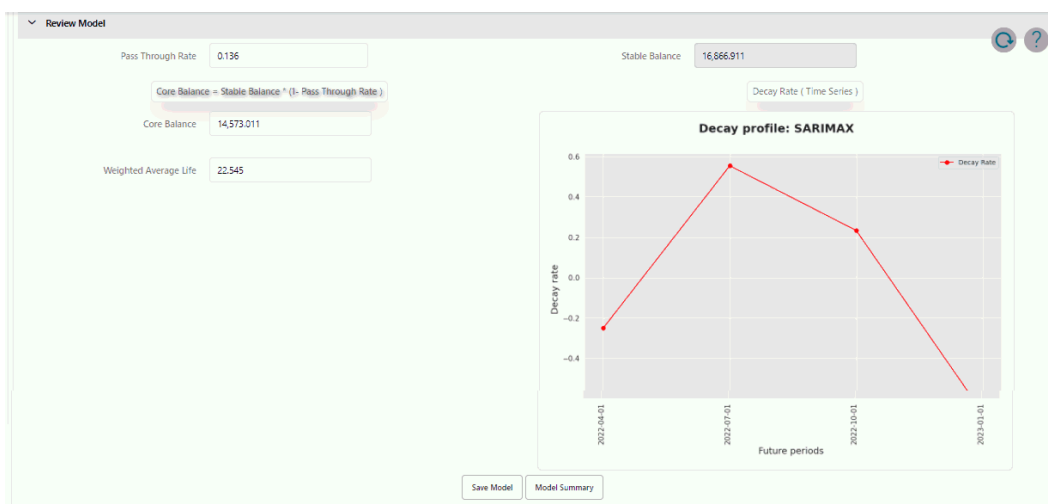 Review Model
Pass Through Rate 0.136
Stable Balance 16,866.911
?
Core Balance = Stable Balance * (1- Pass Through Rate )
Decay Rate ( Time Series )
Core Balance 14,573.011
Weighted Average Life 22.545
Decay profile: SARIMAX
Decay Rate
0.6
0.4
0.2
0.0
−0.2
−0.4
Decay rate
2022-04-01
2022-07-01
2022-10-01
2023-01-01
Future periods
Save Model
Model Summary